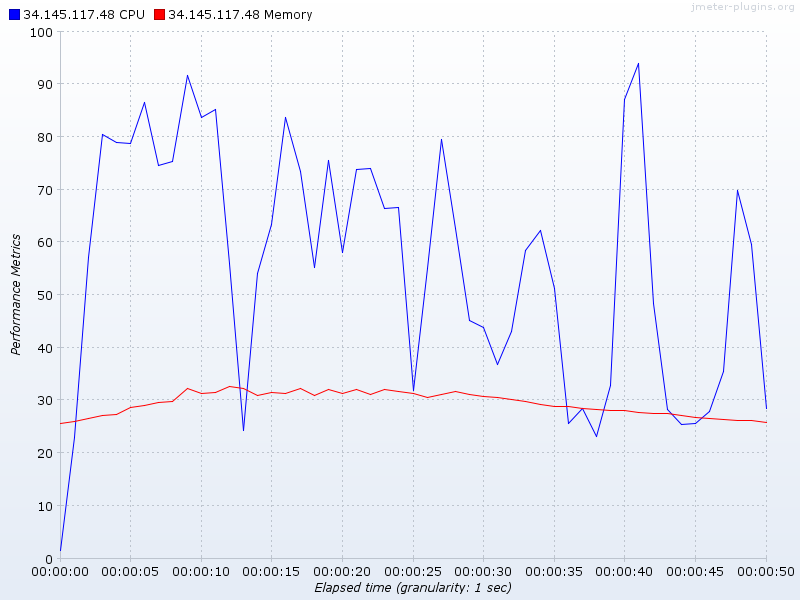 34.145.117.48 CPU 34.145.117.48 Memory
jmeter-plugins.org
100
90
80
70
60
50
40
30
20
10
0
Performance Metrics
00:00:00 00:00:05 00:00:10 00:00:15 00:00:20 00:00:25 00:00:30 00:00:35 00:00:40 00:00:45 00:00:50
Elapsed time (granularity: 1 sec)